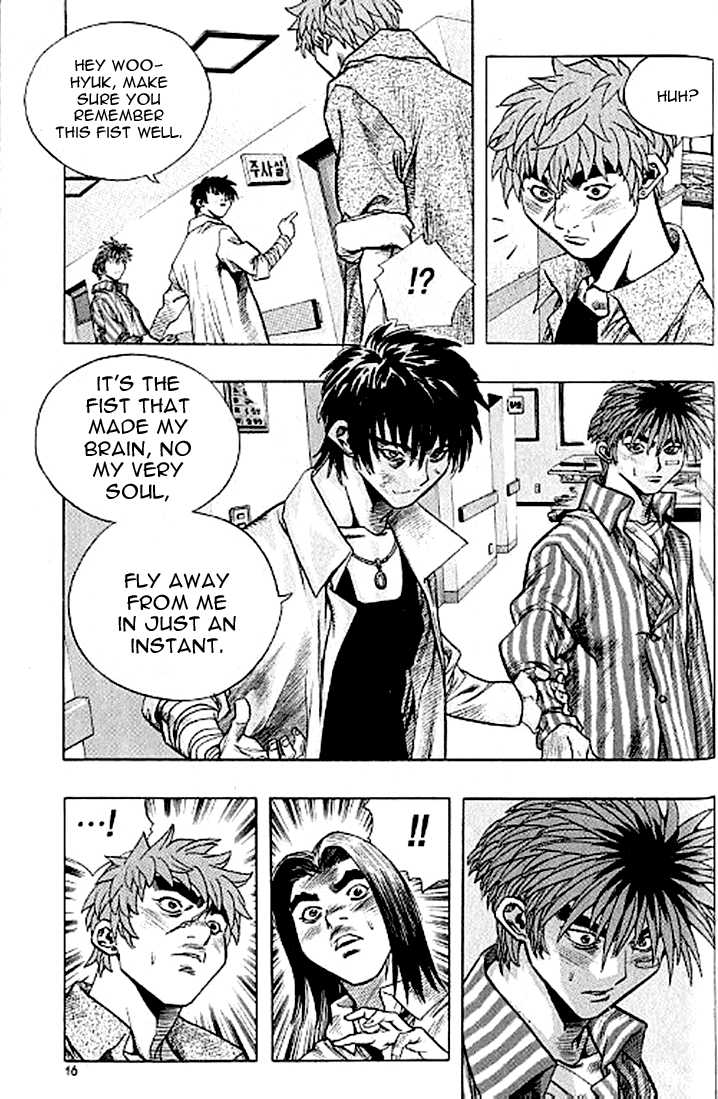 HEY WOO-
HYUK, MAKE
SURE YOU
REMEMBER
THIS FIST WELL.
주사실
!?
HUH?
IT'S THE
FIST THAT
MADE MY
BRAIN, NO
MY VERY
SOUL,
FLY AWAY
FROM ME
IN JUST AN
INSTANT.
...!
!!
16